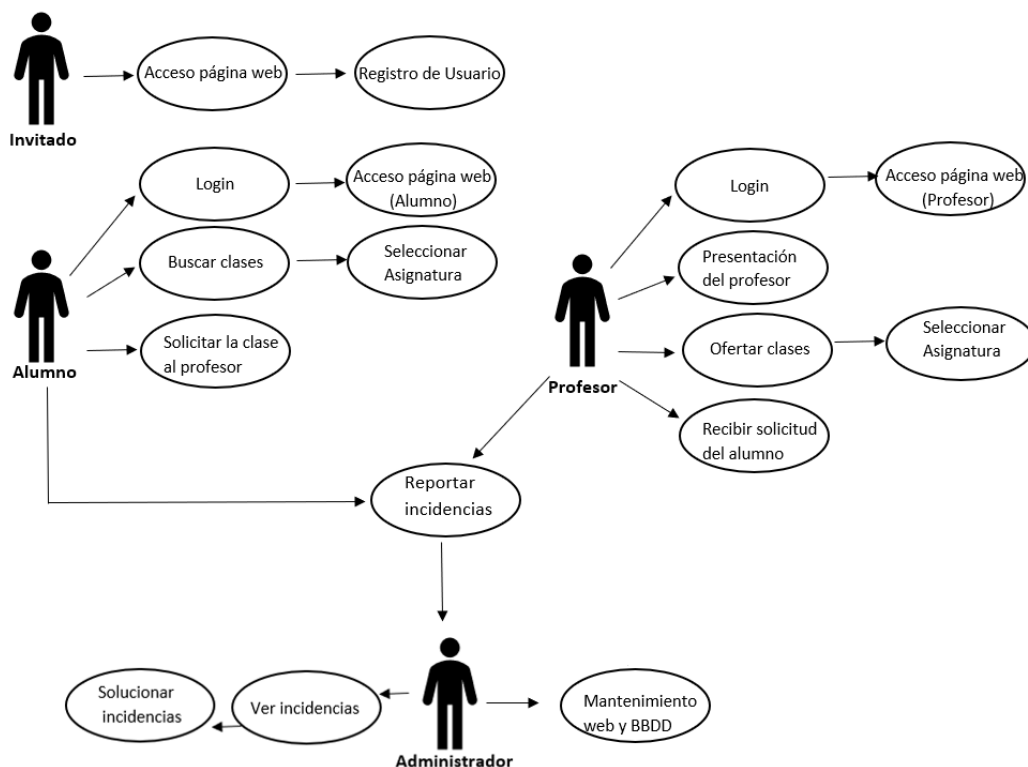 Acceso página web
Registro de Usuario
Invitado
Login
Acceso página web
(Alumno)
Buscar clases
Seleccionar
Asignatura
Solicitar la clase
al profesor
Alumno
Login
Acceso página web
(Profesor)
Presentación
del profesor
Ofertar clases
Seleccionar
Asignatura
Profesor
Recibir solicitud
del alumno
Reportar
incidencias
Solucionar
incidencias
Ver incidencias
Administrador
Mantenimiento
web y BBDD